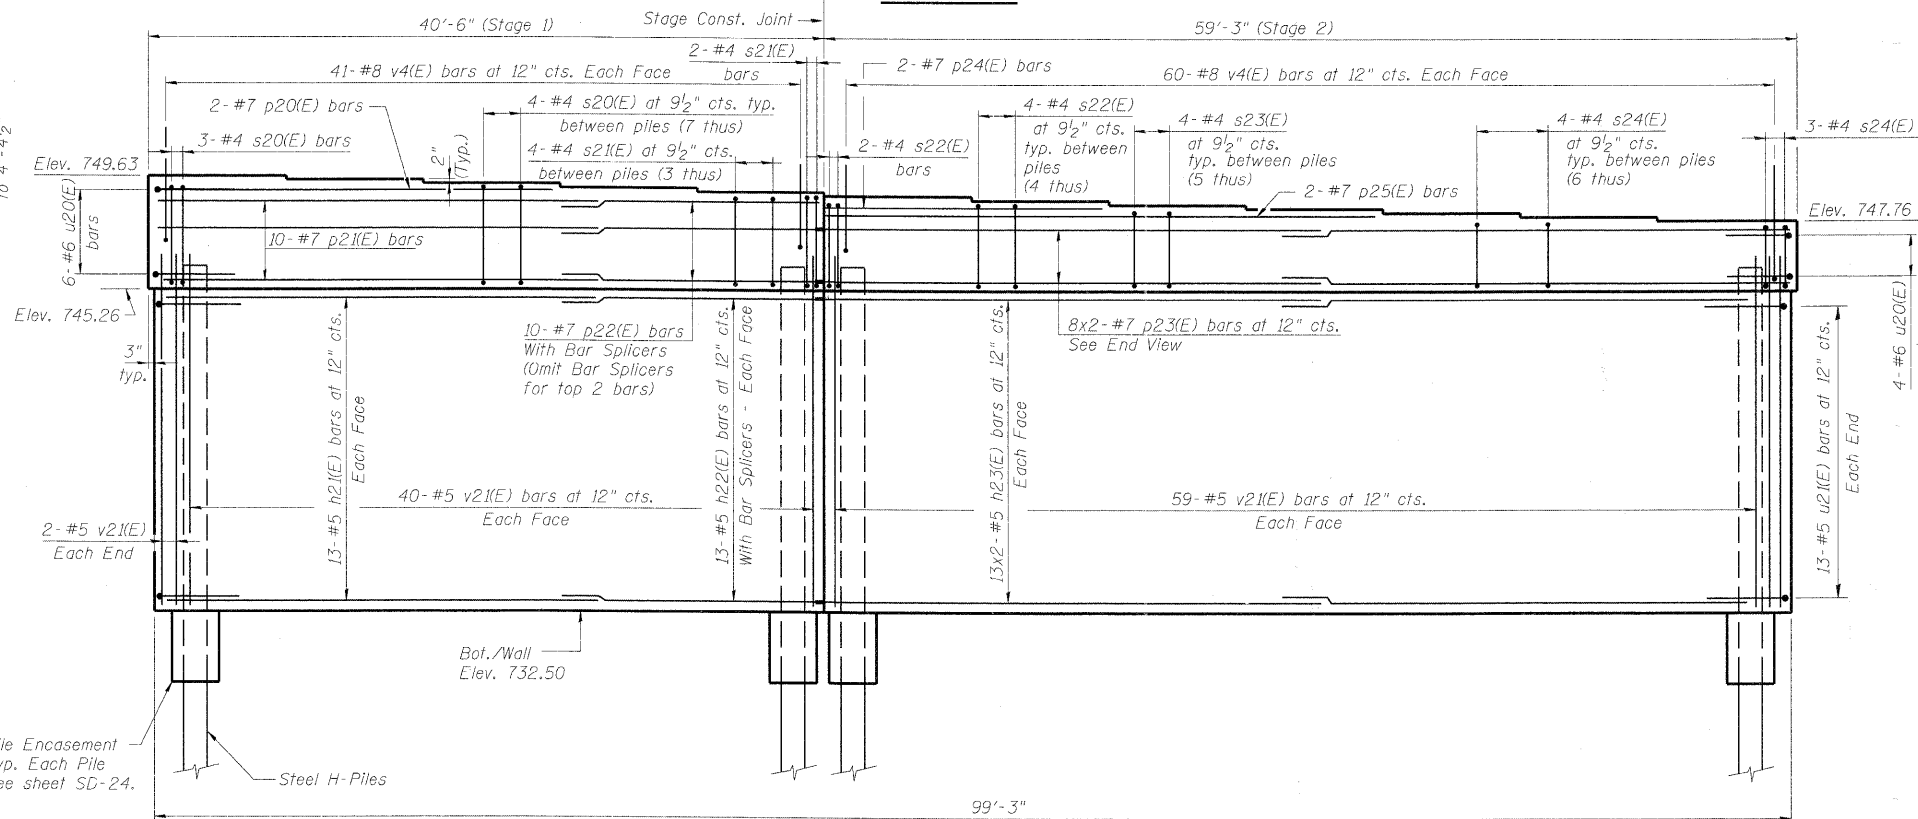 40'-6" (Stage 1)
Stage Const. Joint
59'-3" (Stage 2)
2-#4 s21(E)
bars
41-#8 v4(E) bars at 12" cts. Each Face
2-#7 p24(E) bars
60-#8 v4(E) bars at 12" cts. Each Face
2-#7 p20(E) bars
4-#4 s20(E) at 9½" cts. typ.
between piles (7 thus)
3-#4 s20(E) bars
4-#4 s21(E) at 9½" cts.
between piles (3 thus)
2"
(Typ.)
2-#4 s22(E)
bars
4-#4 s22(E)
at 9½" cts.
typ. between
piles
(4 thus)
4-#4 s23(E)
at 9½" cts.
typ. between piles
(5 thus)
2-#7 p25(E) bars
4-#4 s24(E)
at 9½" cts.
typ. between piles
(6 thus)
3-#4 s24(E)
Elev. 749.63
Elev. 747.76
6-#6 u20(E)
bars
10-#7 p21(E) bars
Elev. 745.26
3"
typ.
10-#7 p22(E) bars
With Bar Splicers
(Omit Bar Splicers
for top 2 bars)
8x2-#7 p23(E) bars at 12" cts.
See End View
4-#6 u20(E)
13-#5 h21(E) bars at 12" cts.
Each Face
13-#5 h22(E) bars at 12" cts.
With Bar Splicers - Each Face
13x2-#5 h23(E) bars at 12" cts.
Each Face
13-#5 u21(E) bars at 12" cts.
Each End
40-#5 v21(E) bars at 12" cts.
Each Face
59-#5 v21(E) bars at 12" cts.
Each Face
2-#5 v21(E)
Each End
Bot./Wall
Elev. 732.50
ile Encasement
yp. Each Pile
ee sheet SD-24.
Steel H-Piles
99'-3"